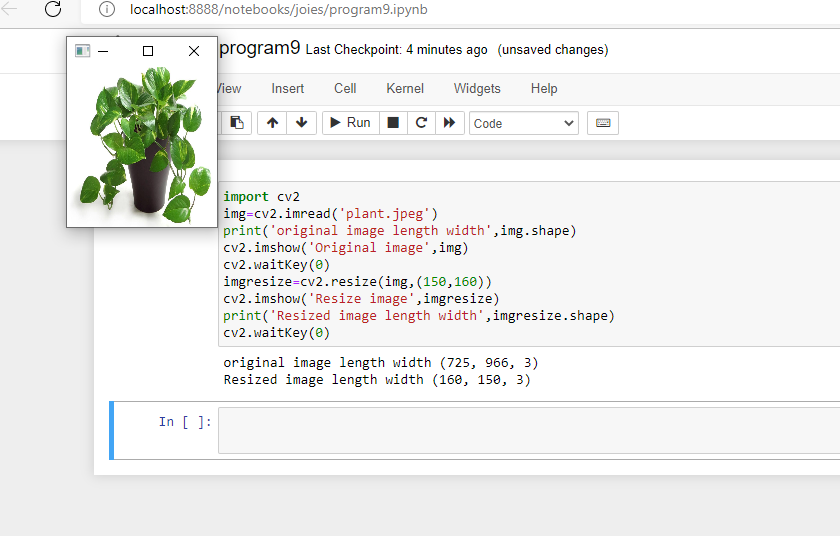 localhost:8888/notebooks/joies/program9.ipynb
program9 Last Checkpoint: 4 minutes ago (unsaved changes)
View Insert Cell Kernel Widgets Help
Run Code
import cv2
img=cv2.imread('plant.jpeg')
print('original image length width',img.shape)
cv2.imshow('Original image',img)
cv2.waitKey(0)
imgresize=cv2.resize(img,(150,160))
cv2.imshow('Resize image',imgresize)
print('Resized image length width',imgresize.shape)
cv2.waitKey(0)
original image length width (725, 966, 3)
Resized image length width (160, 150, 3)
In [ ]: